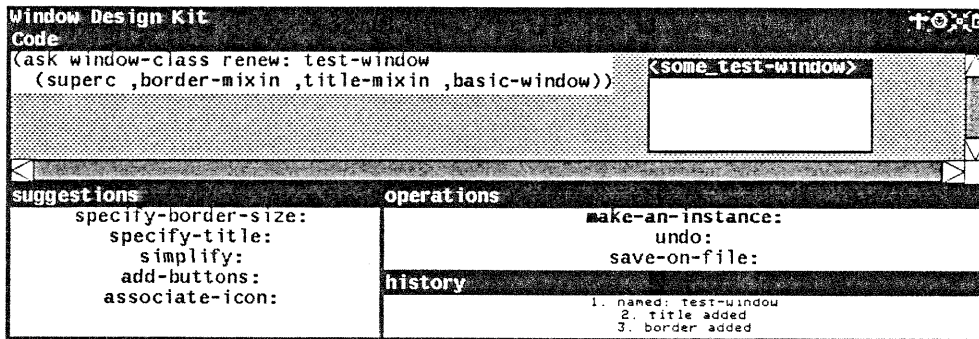 Window Design Kit
Code
(ask window-class renew: test-window
(superc ,border-mixin ,title-mixin ,basic-window))
<some_test-window>
suggestions
specify-border-size:
specify-title:
simplify:
add-buttons:
associate-icon:
operations
make-an-instance:
undo:
save-on-file:
history
1. named: test-window
2. title added
3. border added